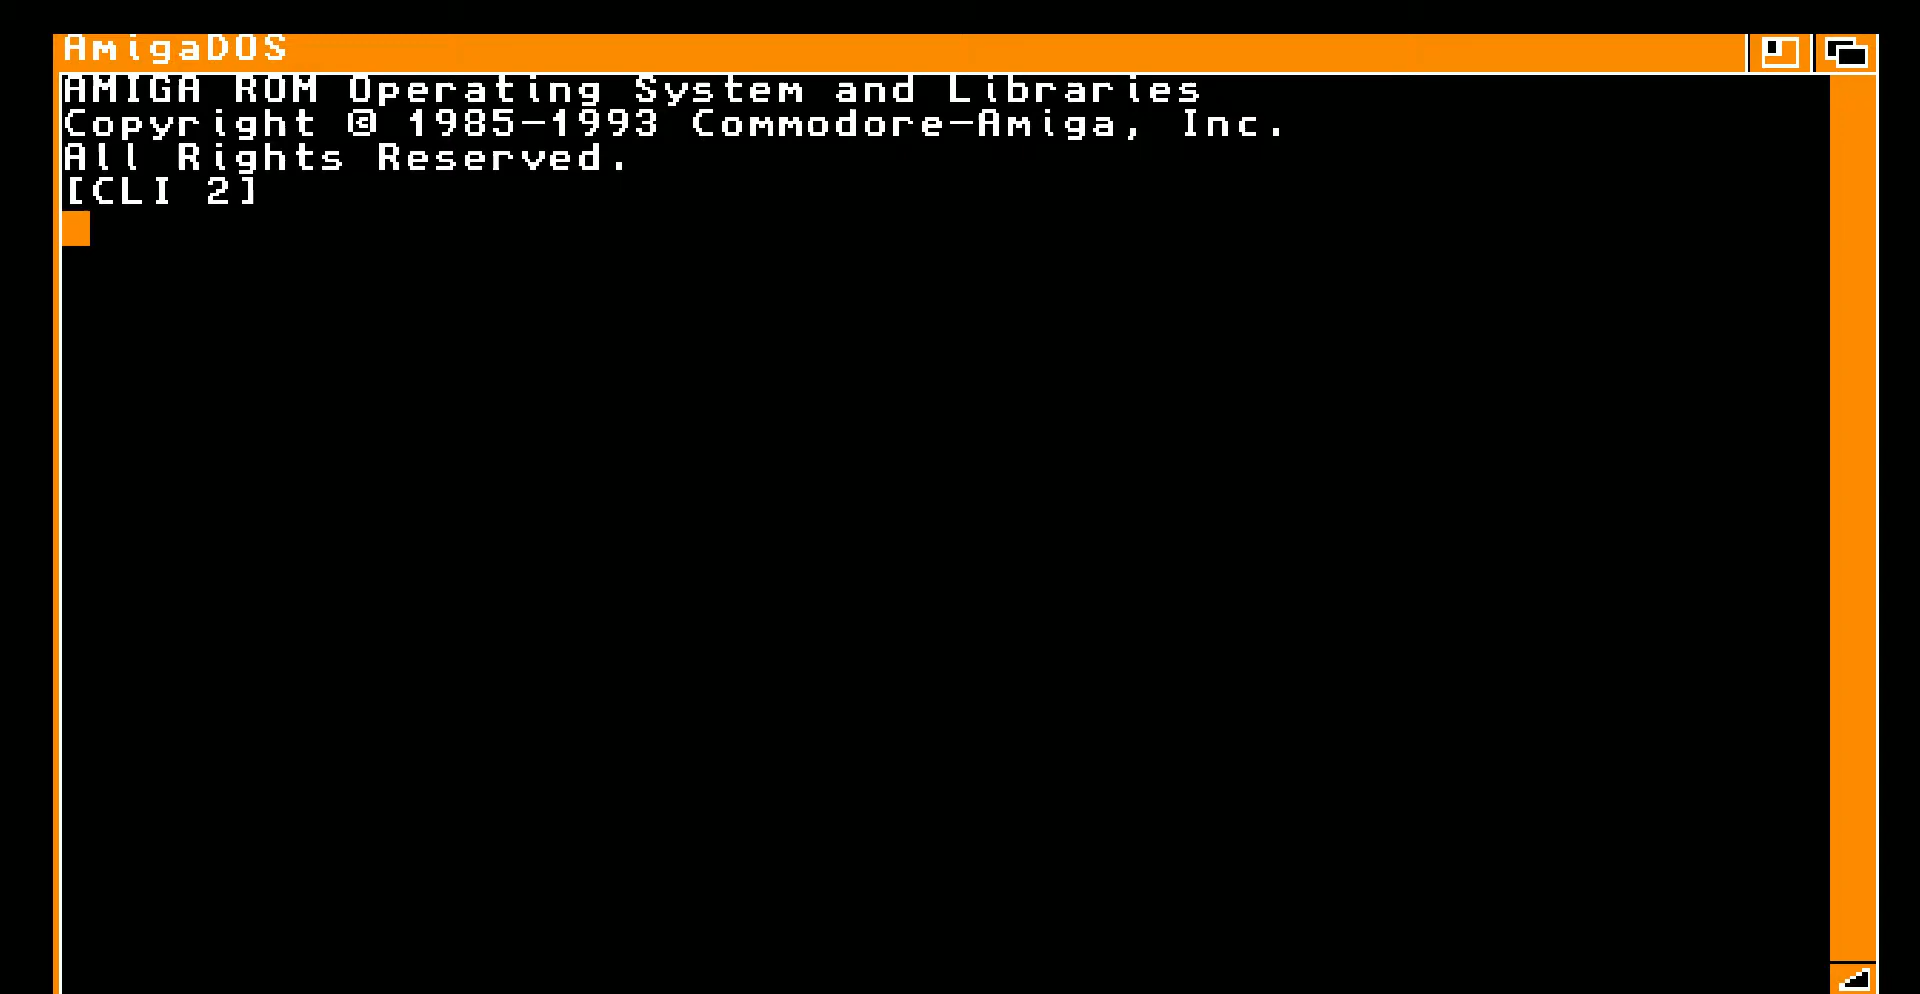 AmigaDOS
AMIGA ROM Operating System and Libraries
Copyright © 1985-1993 Commodore-Amiga, Inc.
All Rights Reserved.
[CLI 2]